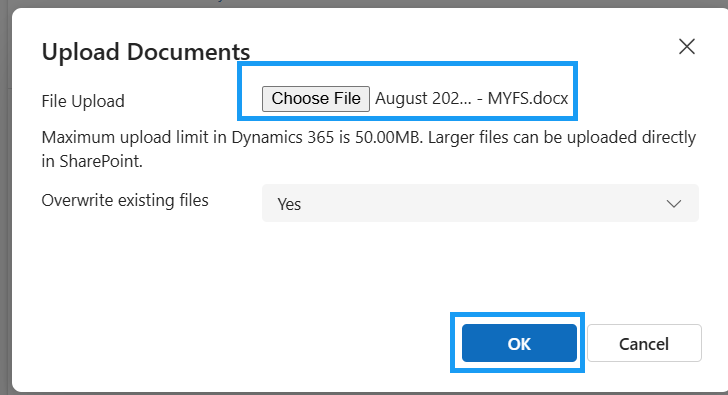 Upload Documents
File Upload
Choose File August 202... - MYFS.docx
Maximum upload limit in Dynamics 365 is 50.00MB. Larger files can be uploaded directly
in SharePoint.
Overwrite existing files
Yes
OK
Cancel